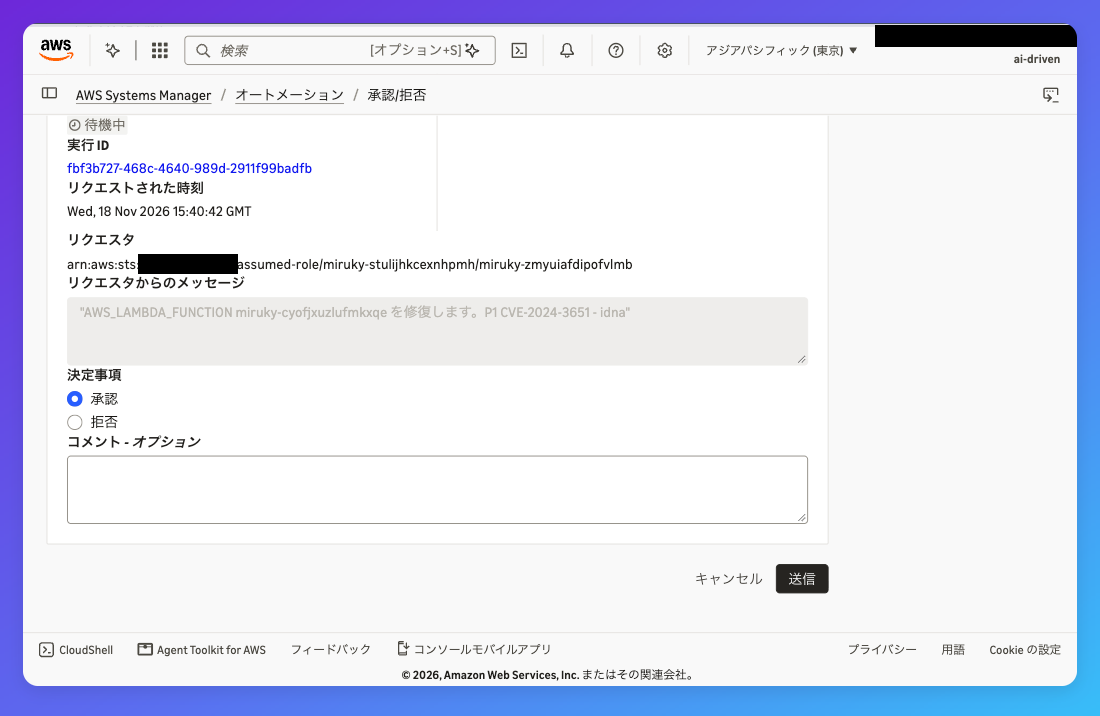 aws
検索 [オプション+S]
アジアパシフィック (東京) ▼
ai-driven
AWS Systems Manager / オートメーション / 承認/拒否
待機中
実行 ID
fbf3b727-468c-4640-989d-2911f99badfb
リクエストされた時刻
Wed, 18 Nov 2026 15:40:42 GMT
リクエスタ
arn:aws:sts: assumed-role/miruky-stulijhkcexnhpmh/miruky-zmyuiafdipofvlmb
リクエスタからのメッセージ
"AWS_LAMBDA_FUNCTION miruky-cyofjxuzlufmkxqe を修復します。P1 CVE-2024-3651 - idna"
決定事項
承認
拒否
コメント - オプション
キャンセル 送信
CloudShell Agent Toolkit for AWS フィードバック コンソールモバイルアプリ プライバシー 用語 Cookie の設定
© 2026, Amazon Web Services, Inc. またはその関連会社。